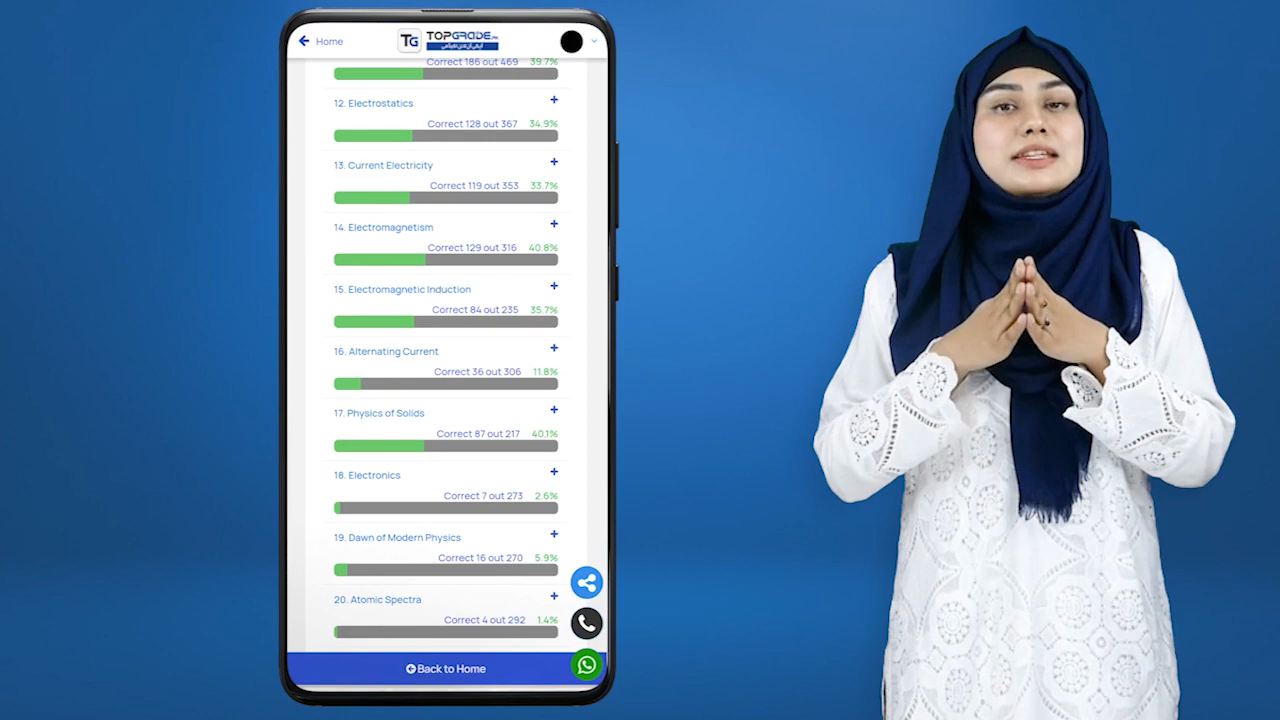 Home
TG TOPGRADE.PK
Correct 186 out 469 39.7%
12. Electrostatics +
Correct 128 out 367 34.9%
13. Current Electricity +
Correct 119 out 353 33.7%
14. Electromagnetism +
Correct 129 out 316 40.8%
15. Electromagnetic Induction +
Correct 84 out 235 35.7%
16. Alternating Current +
Correct 36 out 306 11.8%
17. Physics of Solids +
Correct 87 out 217 40.1%
18. Electronics +
Correct 7 out 273 2.6%
19. Dawn of Modern Physics +
Correct 16 out 270 5.9%
20. Atomic Spectra +
Correct 4 out 292 1.4%
Back to Home